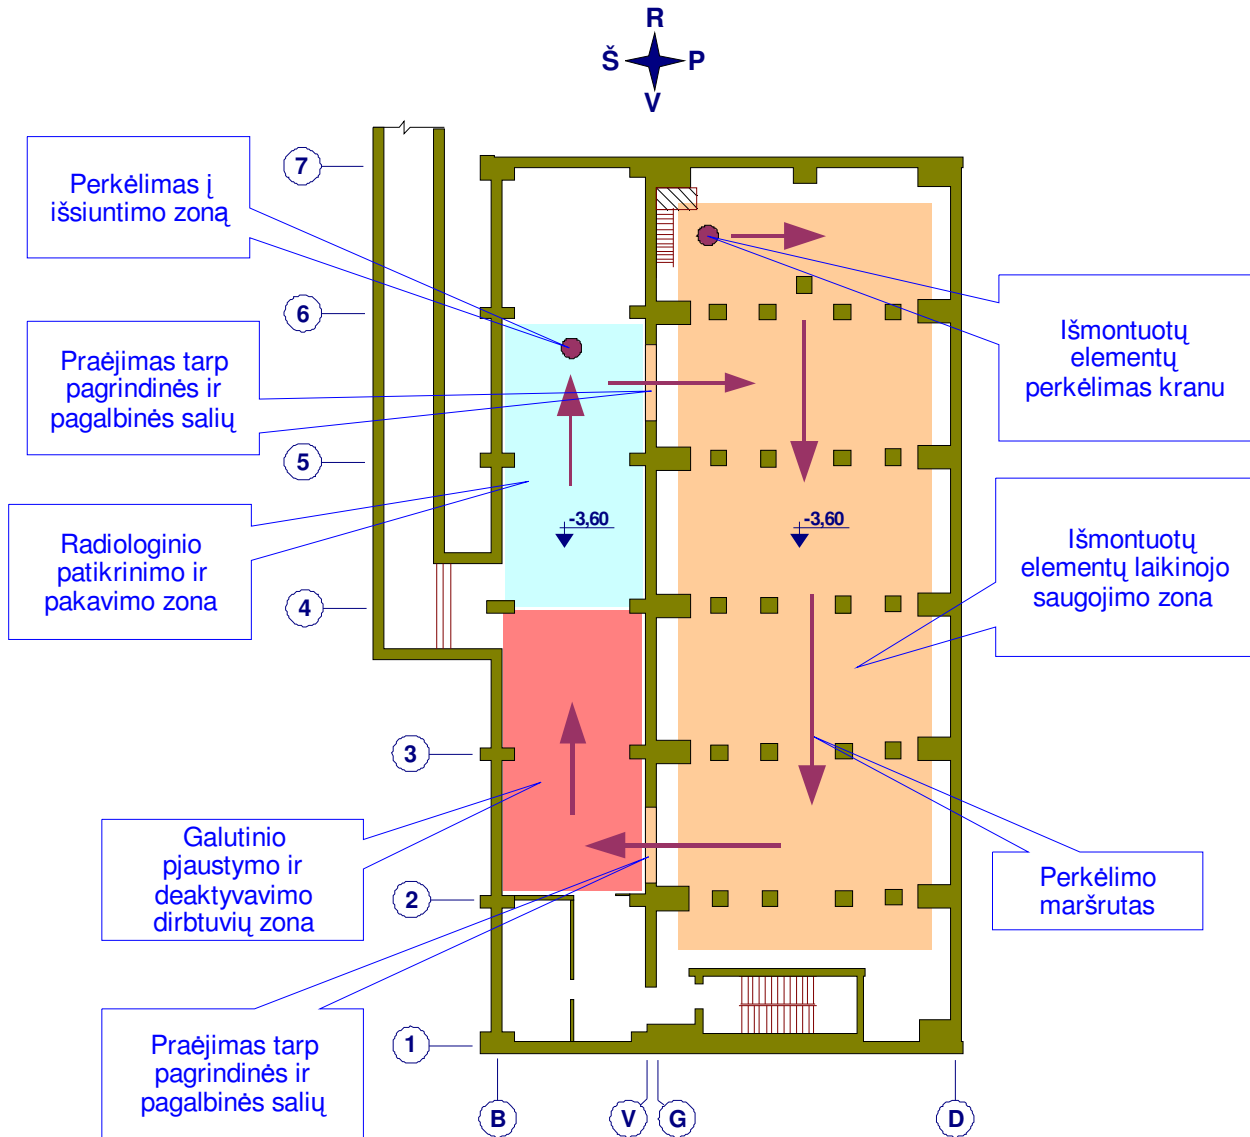 R
Š
P
V
7
Perkėlimas į
išsiuntimo zoną
6
Išmontuotų
elementų
perkėlimas kranu
Praėjimas tarp
pagrindinės ir
pagalbinės salių
5
-3,60
-3,60
Radiologinio
patikrinimo ir
pakavimo zona
Išmontuotų
elementų laikinojo
saugojimo zona
4
3
Galutinio
pjaustymo ir
deaktyvavimo
dirbtuvių zona
Perkėlimo
maršrutas
2
Praėjimas tarp
pagrindinės ir
pagalbinės salių
1
B
V
G
D